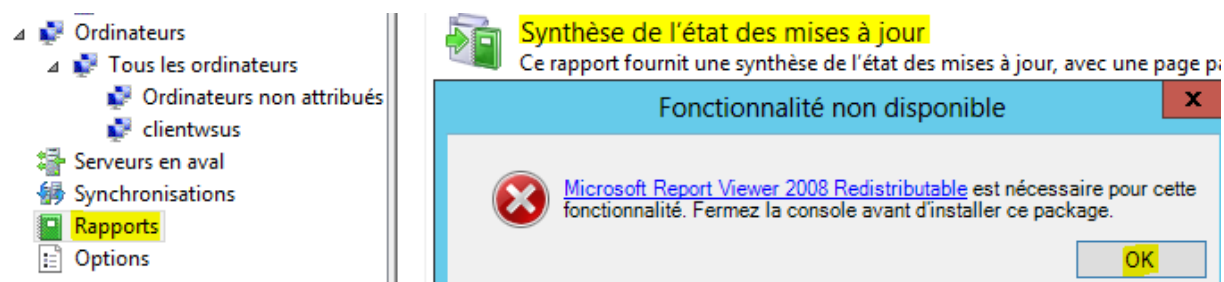 Ordinateurs
Tous les ordinateurs
Ordinateurs non attribués
clientwsus
Serveurs en aval
Synchronisations
Rapports
Options
Synthèse de l'état des mises à jour
Ce rapport fournit une synthèse de l'état des mises à jour, avec une page
Fonctionnalité non disponible
x
Microsoft Report Viewer 2008 Redistributable est nécessaire pour cette
fonctionnalité. Fermez la console avant d'installer ce package.
OK